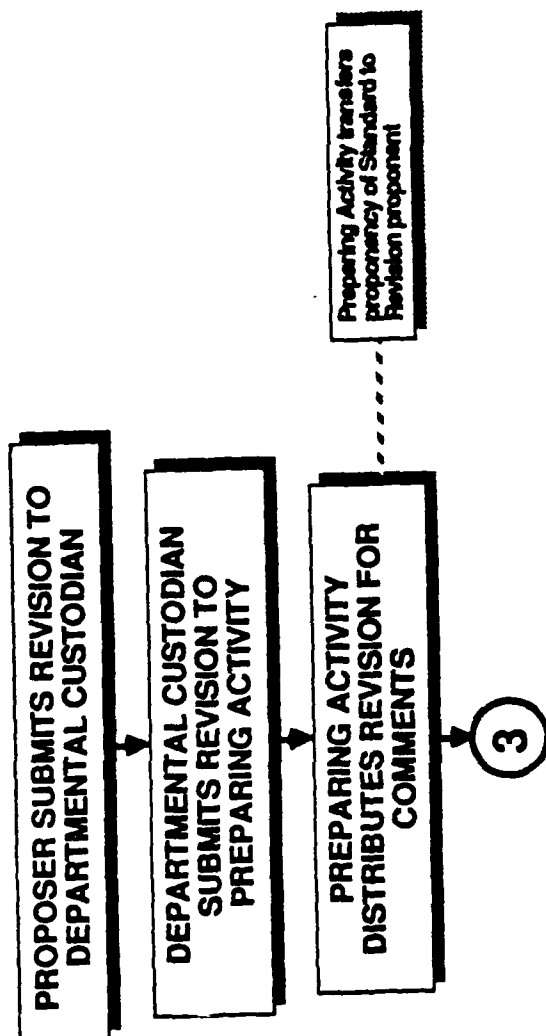 PROPOSER SUBMITS REVISION TO
DEPARTMENTAL CUSTODIAN
DEPARTMENTAL CUSTODIAN
SUBMITS REVISION TO
PREPARING ACTIVITY
PREPARING ACTIVITY
DISTRIBUTES REVISION FOR
COMMENTS
Preparing Activity transfers
proponency of Standard to
Revision proponent
3